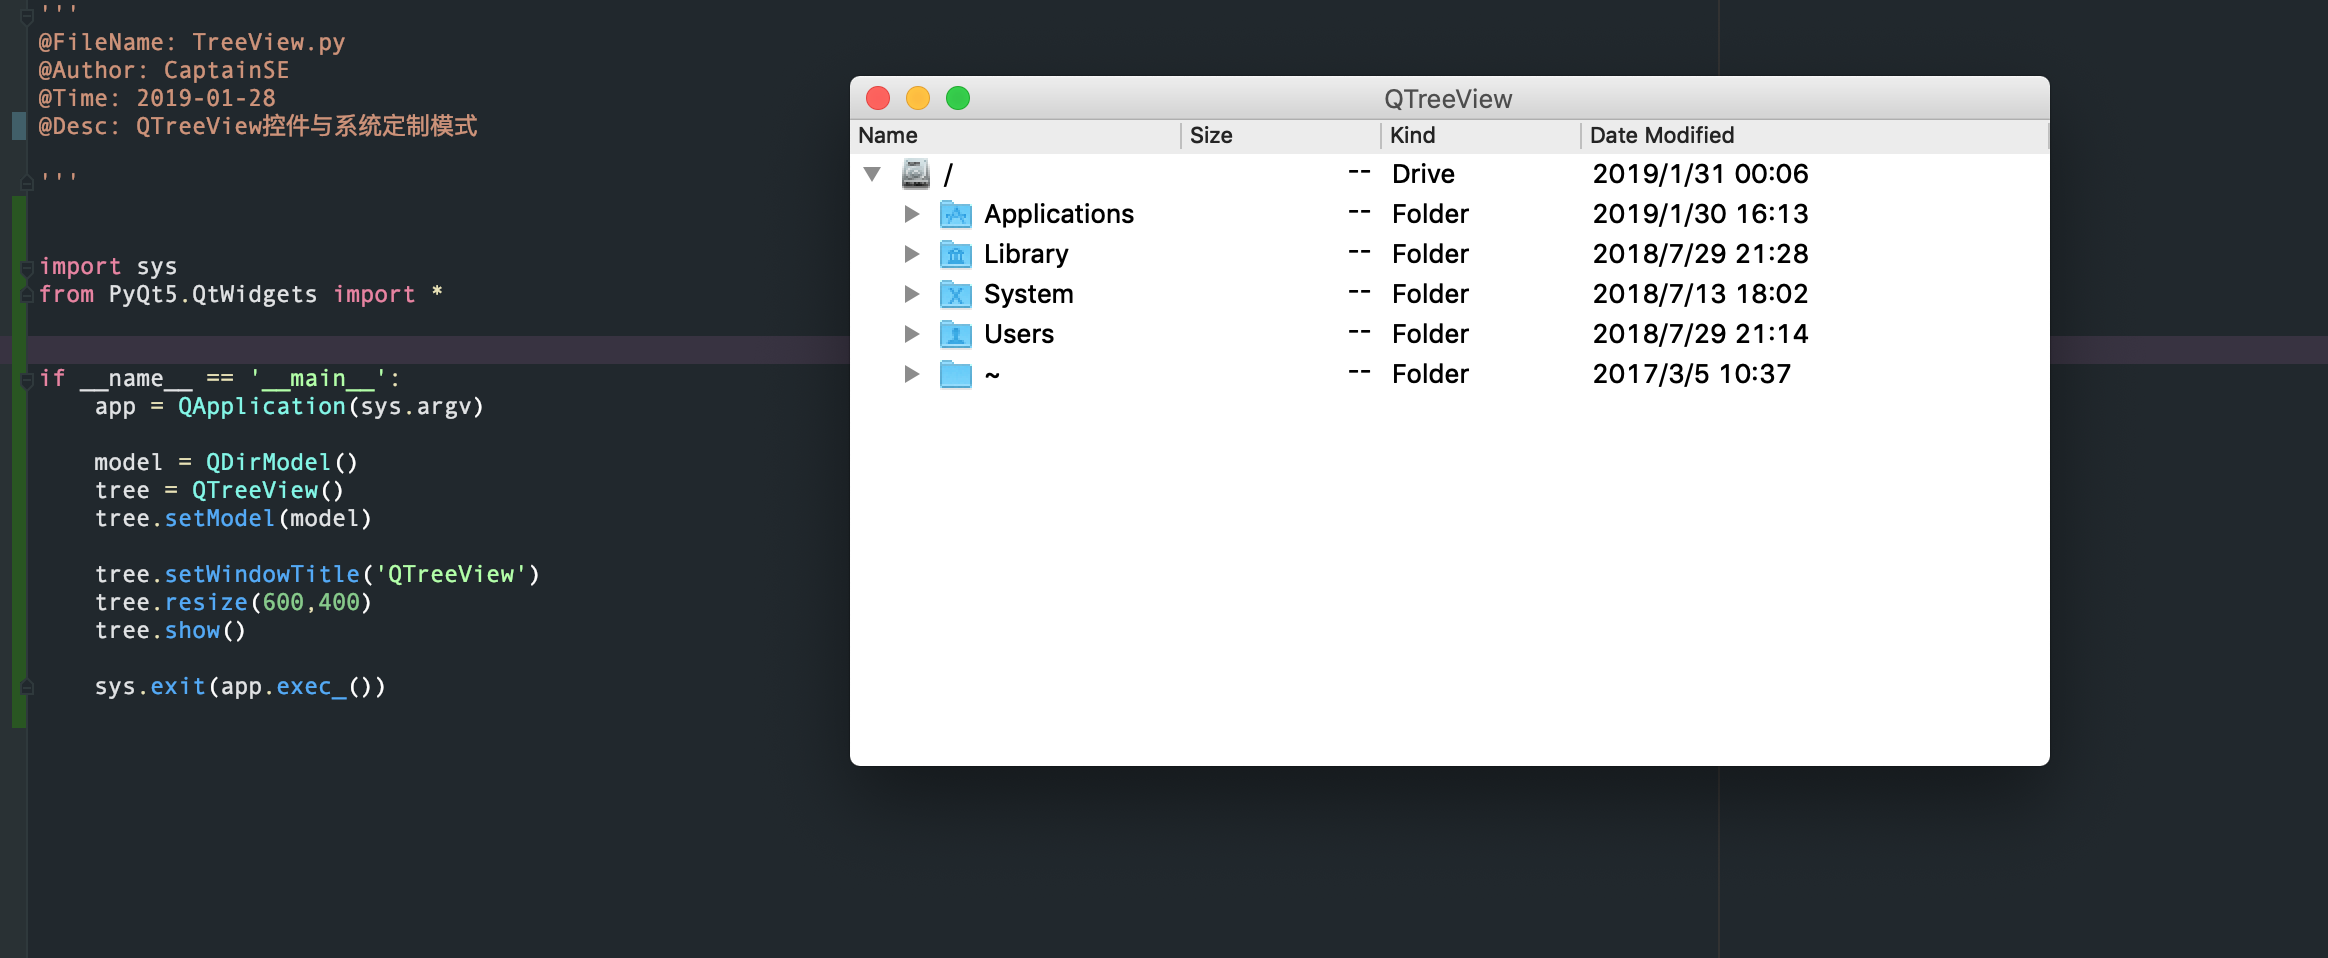 '''
@FileName: TreeView.py
@Author: CaptainSE
@Time: 2019-01-28
@Desc: QTreeView控件与系统定制模式
'''
import sys
from PyQt5.QtWidgets import *
if __name__ == '__main__':
app = QApplication(sys.argv)
model = QDirModel()
tree = QTreeView()
tree.setModel(model)
tree.setWindowTitle('QTreeView')
tree.resize(600,400)
tree.show()
sys.exit(app.exec_())
QTreeView
Name Size Kind Date Modified
/ -- Drive 2019/1/31 00:06
Applications -- Folder 2019/1/30 16:13
Library -- Folder 2018/7/29 21:28
System -- Folder 2018/7/13 18:02
Users -- Folder 2018/7/29 21:14
~ -- Folder 2017/3/5 10:37